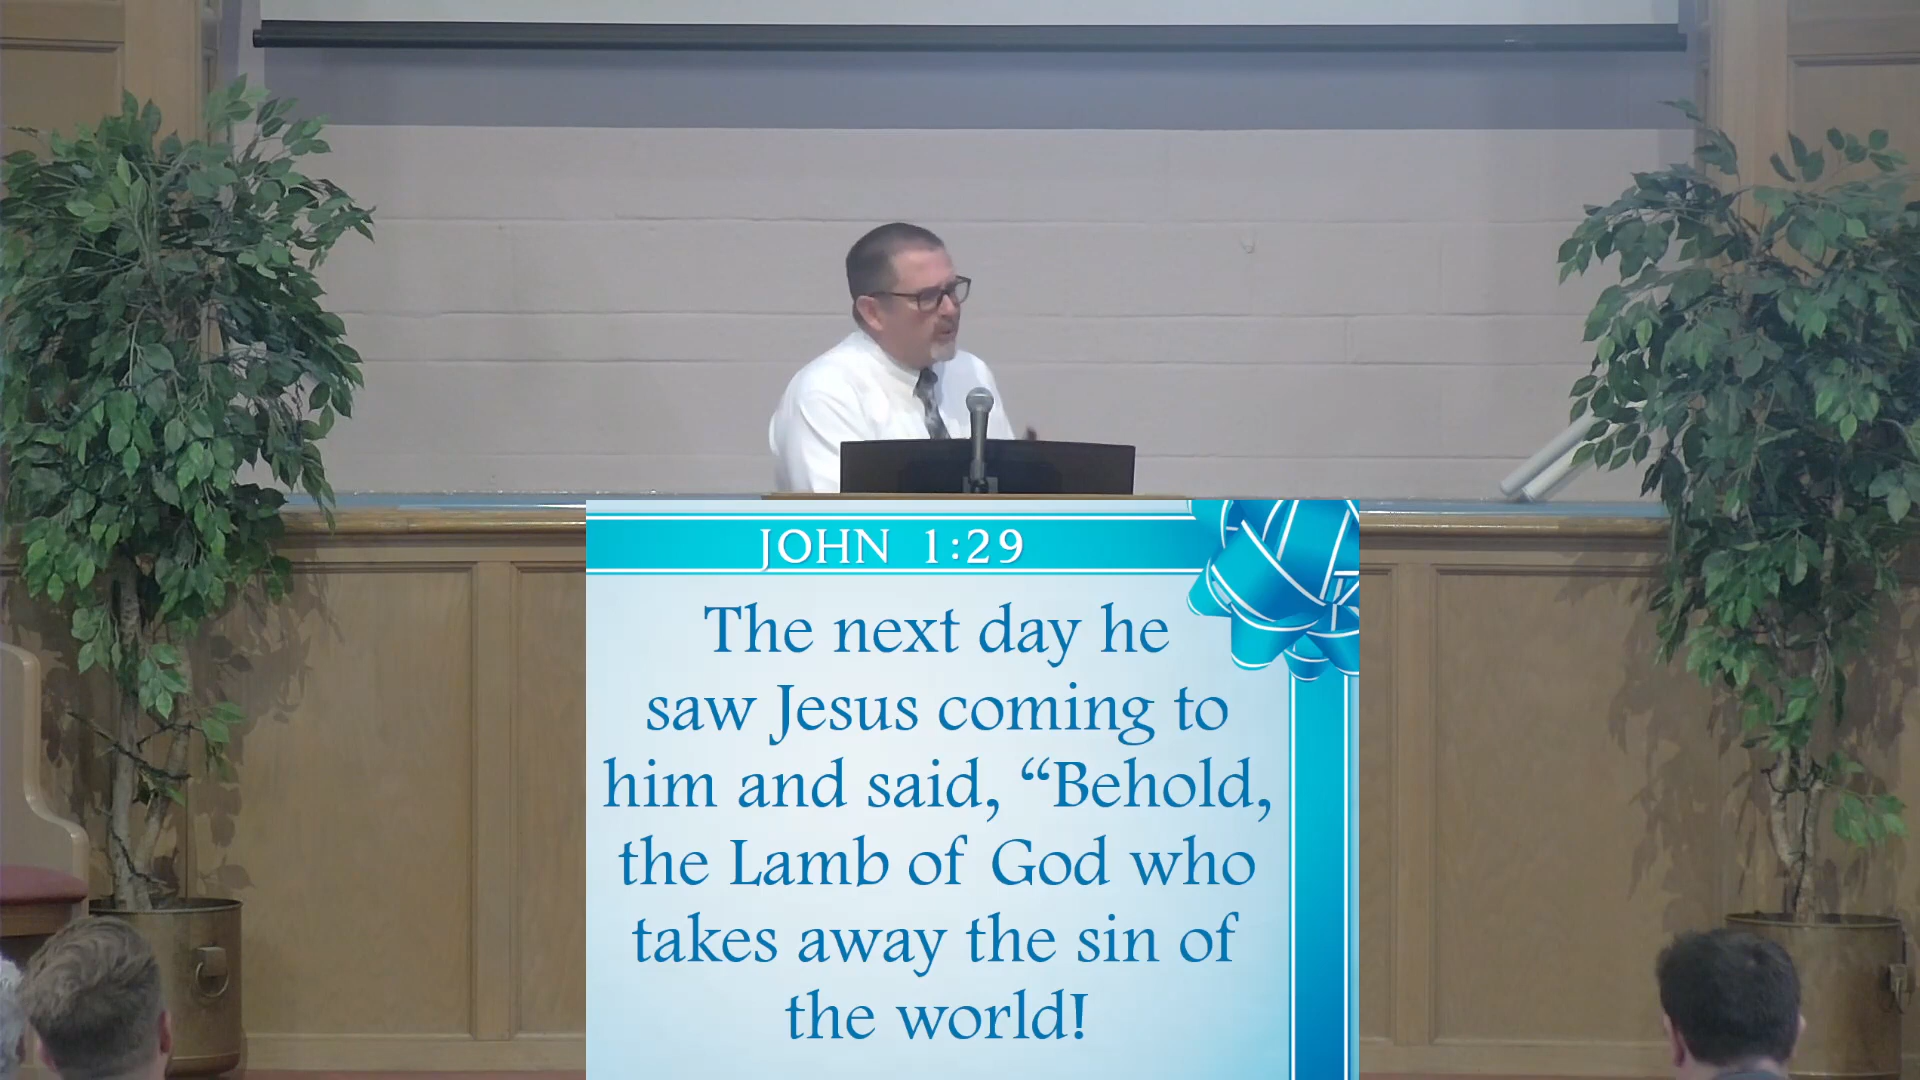 JOHN 1:29
The next day he
saw Jesus coming to
him and said, “Behold,
the Lamb of God who
takes away the sin of
the world!